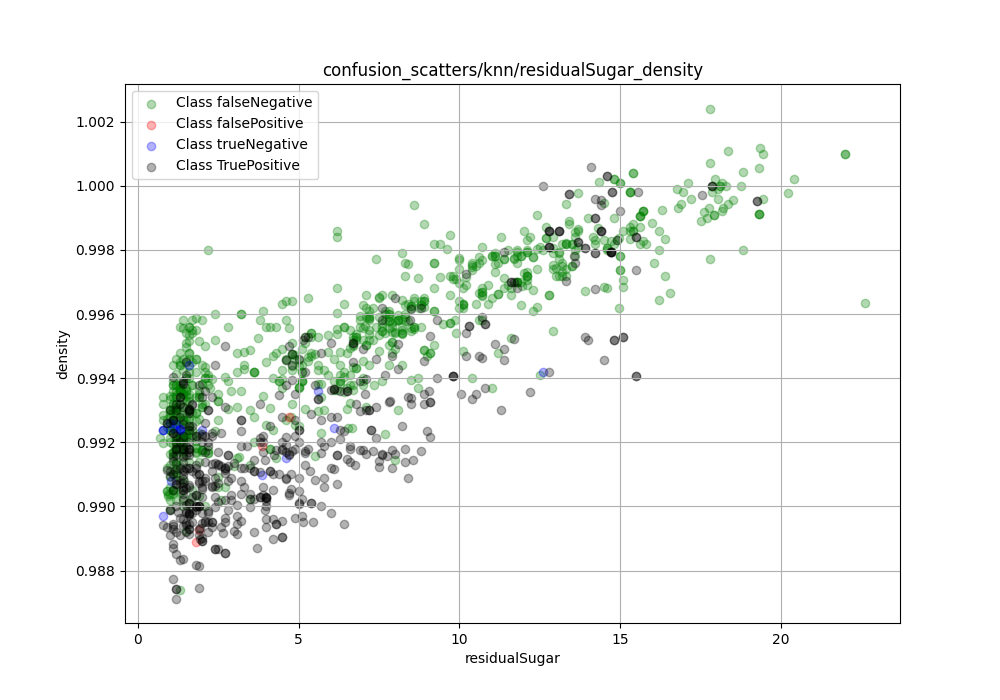 confusion_scatters/knn/residualSugar_density
Class falseNegative
Class falsePositive
Class trueNegative
Class TruePositive
1.002
1.000
0.998
0.996
0.994
0.992
0.990
0.988
density
0 5 10 15 20
residualSugar